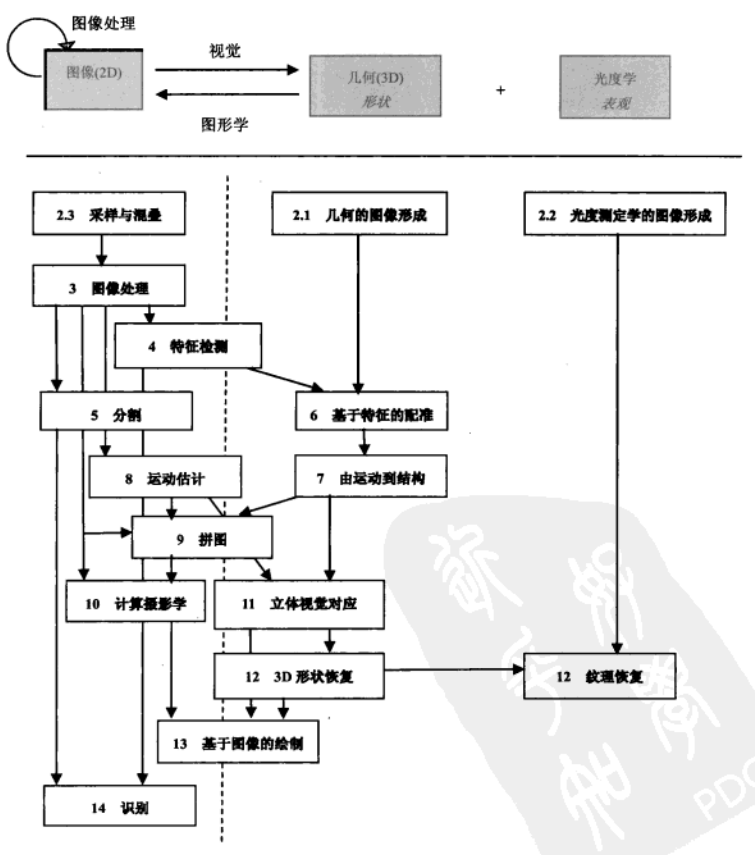 图像处理
图像(2D)
视觉
图形学
几何(3D)
形状
+
光度学
表观
2.3 采样与混叠
2.1 几何的图像形成
2.2 光度测定学的图像形成
3 图像处理
4 特征检测
5 分割
6 基于特征的配准
8 运动估计
7 由运动到结构
9 拼图
10 计算摄影学
11 立体视觉对应
12 3D 形状恢复
12 纹理恢复
13 基于图像的绘制
14 识别